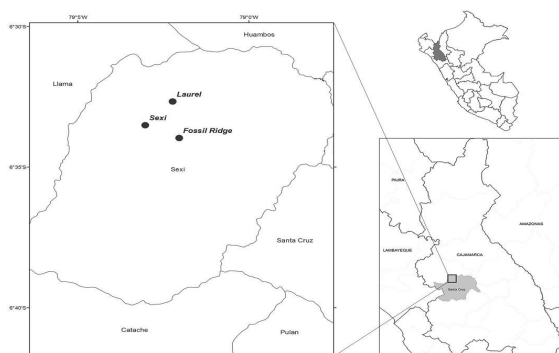 79°5'W
79°0'W
6°30'S
6°35'S
6°40'S
Huambos
Llama
Laurel
Sexi
Fossil Ridge
Sexi
Santa Cruz
Catache
Pulan
PIURA
AMAZONAS
LAMBAYEQUE
CAJAMARCA
Santa Cruz